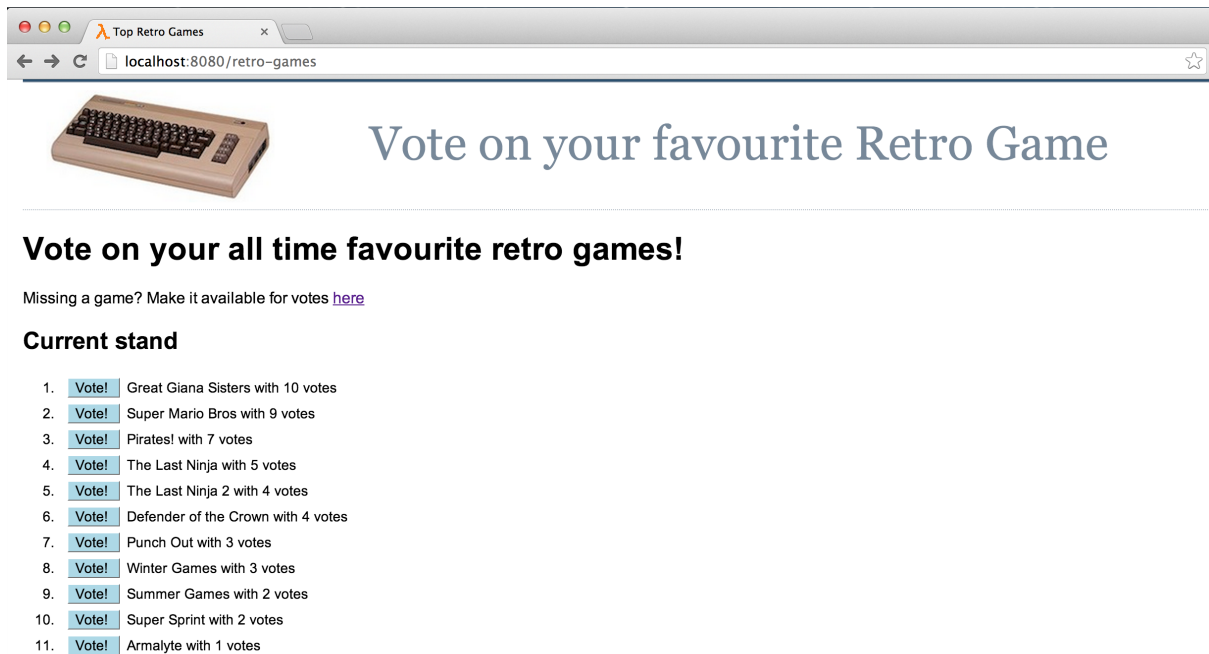 Top Retro Games
localhost:8080/retro-games
Vote on your favourite Retro Game
Vote on your all time favourite retro games!
Missing a game? Make it available for votes here
Current stand
1. Vote! Great Giana Sisters with 10 votes
2. Vote! Super Mario Bros with 9 votes
3. Vote! Pirates! with 7 votes
4. Vote! The Last Ninja with 5 votes
5. Vote! The Last Ninja 2 with 4 votes
6. Vote! Defender of the Crown with 4 votes
7. Vote! Punch Out with 3 votes
8. Vote! Winter Games with 3 votes
9. Vote! Summer Games with 2 votes
10. Vote! Super Sprint with 2 votes
11. Vote! Armalyte with 1 votes